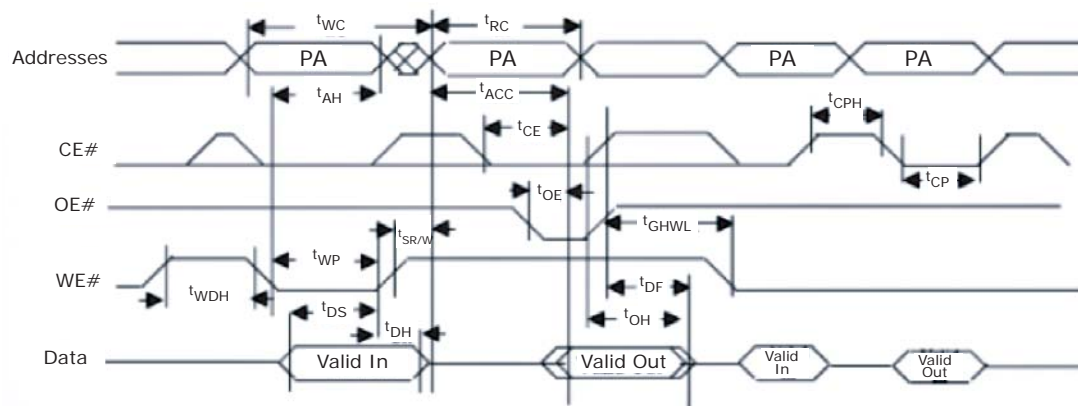 tWC tRC
Addresses PA PA PA PA
tAH tACC
tCPH
tCE
CE#
tCP
tOE
OE#
tGHWL
tSR/W
tWP
WE#
tWDH tDF
tDS tOH
tDH
Data Valid In Valid Out Valid In Valid Out